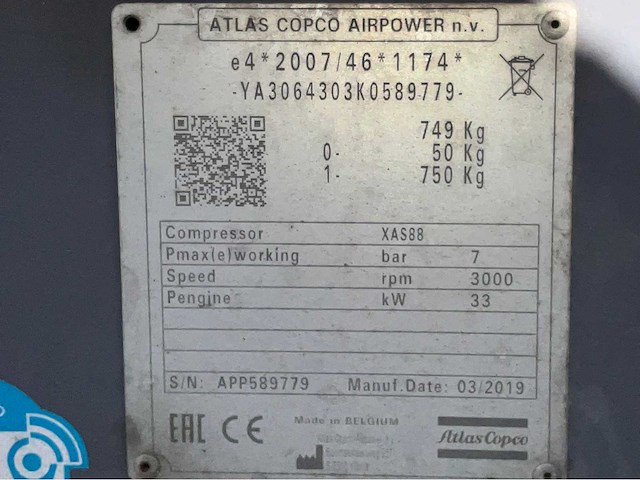 ATLAS COPCO AIRPOWER n.v.
e4*2007/46*1174*
-YA3064303K0589779-
749 Kg
0- 50 Kg
1- 750 Kg
Compressor XAS88
Pmax(e)working bar 7
Speed rpm 3000
Pengine kW 33
S/N: APP589779 Manuf.Date: 03/2019
Made in BELGIUM
EAC CE
Atlas Copco